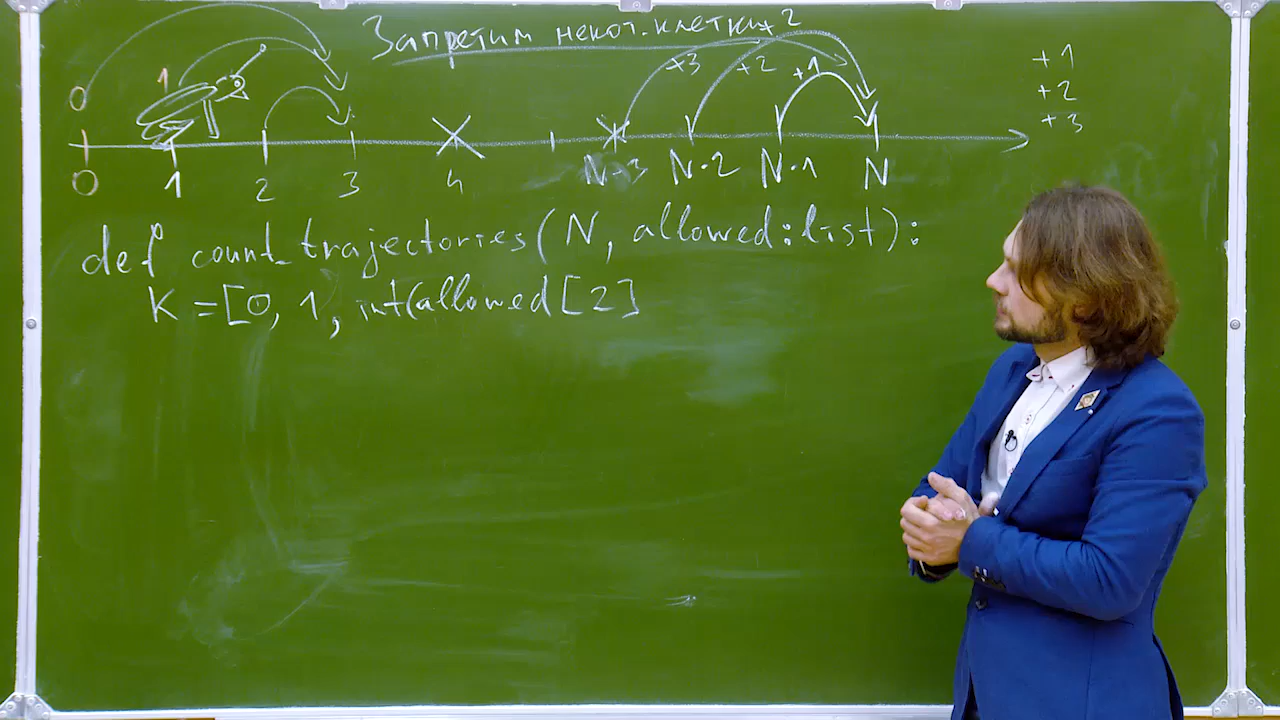 Запретим некот. клетки
+2
+1
+2
+3
0
1
+3
+2
+1
0 1 2 3 4 N-3 N-2 N-1 N
def count_trajectories(N, allowed:list):
K = [0, 1, int(allowed[2]